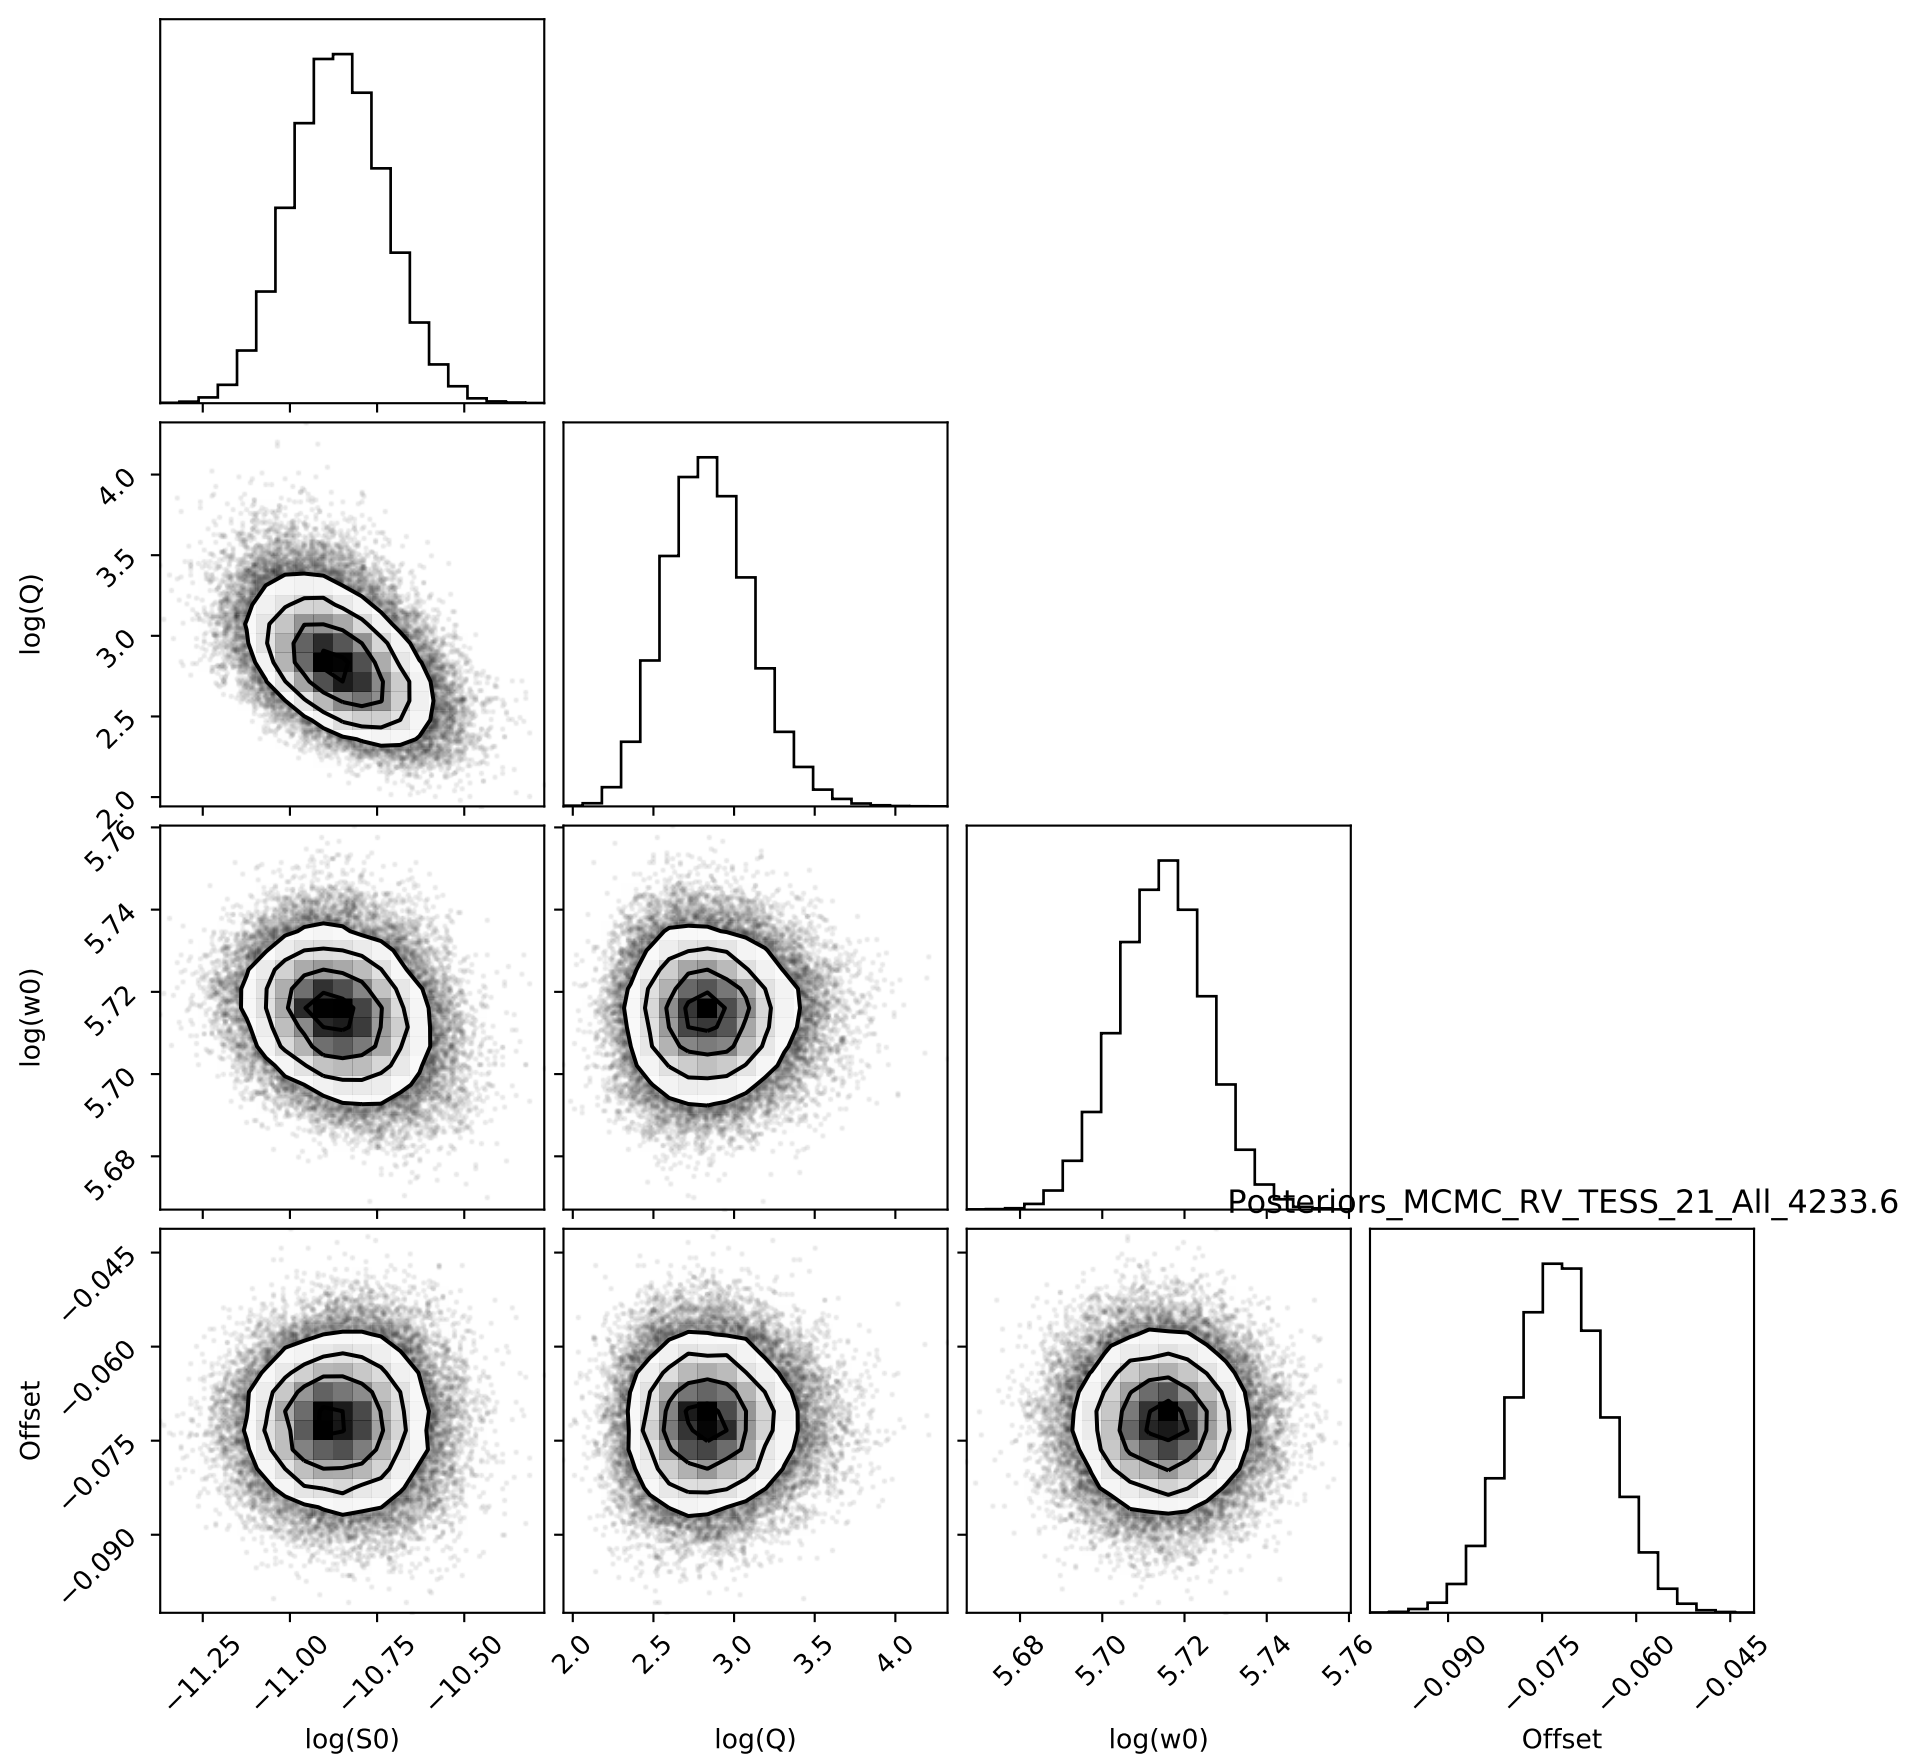 4.0
3.5
3.0
2.5
2.0
log(Q)
5.76
5.74
5.72
5.70
5.68
log(w0)
Posteriors_MCMC_RV_TESS_21_All_4233.6
−0.045
−0.060
−0.075
−0.090
Offset
−11.25 −11.00 −10.75 −10.50
2.0 2.5 3.0 3.5 4.0
5.68 5.70 5.72 5.74 5.76
−0.090 −0.075 −0.060 −0.045
log(S0) log(Q) log(w0) Offset